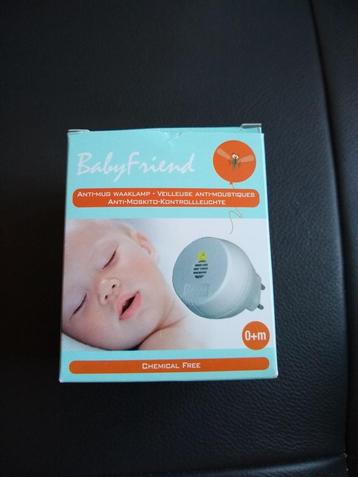 BabyFriend
ANTI-MUG WAAKLAMP - VEILLEUSE ANTI-MOUSTIQUES
ANTI-MOSKITO-KONTROLLLEUCHTE
0+m
CHEMICAL FREE